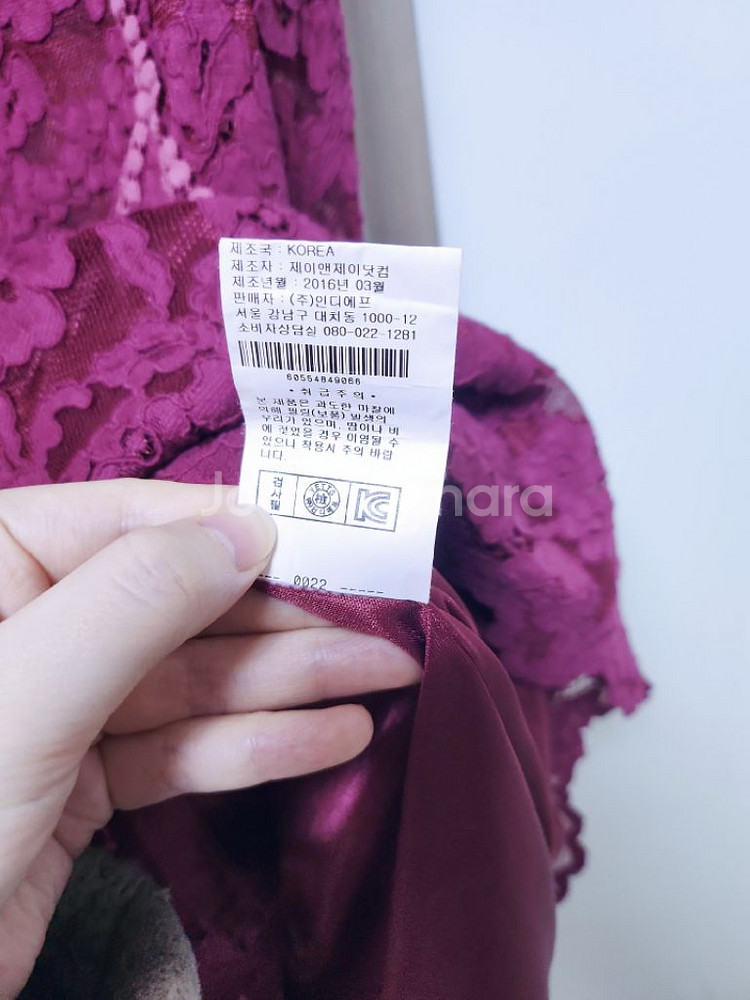 제조국 : KOREA
제조자 : 제이앤제이닷컴
제조년월 : 2016년 03월
판매자 : (주)인디에프
서울 강남구 대치동 1000-12
소비자상담실 080-022-1281
60554849066
• 취급주의 •
본 제품은 과도한 마찰에
의해 필링(보풀) 발생의
우려가 있으며, 땀이나 비
에 젖었을 경우 이염될 수
있으니 착용시 주의 바랍
니다.
검사필
KC
--- 0022 -----